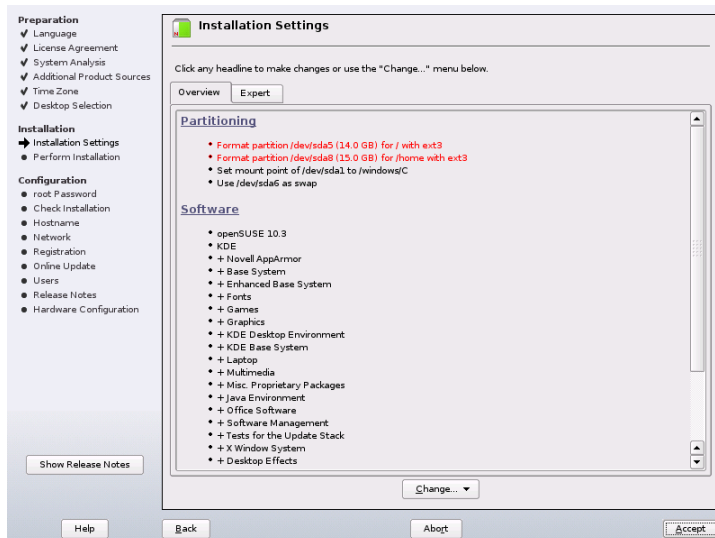 Preparation
Language
License Agreement
System Analysis
Additional Product Sources
Time Zone
Desktop Selection
Installation
Installation Settings
Perform Installation
Configuration
root Password
Check Installation
Hostname
Network
Registration
Online Update
Users
Release Notes
Hardware Configuration
Show Release Notes
Installation Settings
Click any headline to make changes or use the "Change..." menu below.
Overview Expert
Partitioning
Format partition /dev/sda5 (14.0 GB) for / with ext3
Format partition /dev/sda8 (15.0 GB) for /home with ext3
Set mount point of /dev/sda1 to /windows/C
Use /dev/sda6 as swap
Software
openSUSE 10.3
KDE
+ Novell AppArmor
+ Base System
+ Enhanced Base System
+ Fonts
+ Games
+ Graphics
+ KDE Desktop Environment
+ KDE Base System
+ Laptop
+ Multimedia
+ Misc. Proprietary Packages
+ Java Environment
+ Office Software
+ Software Management
+ Tests for the Update Stack
+ X Window System
+ Desktop Effects
Change...
Help Back Abort Accept